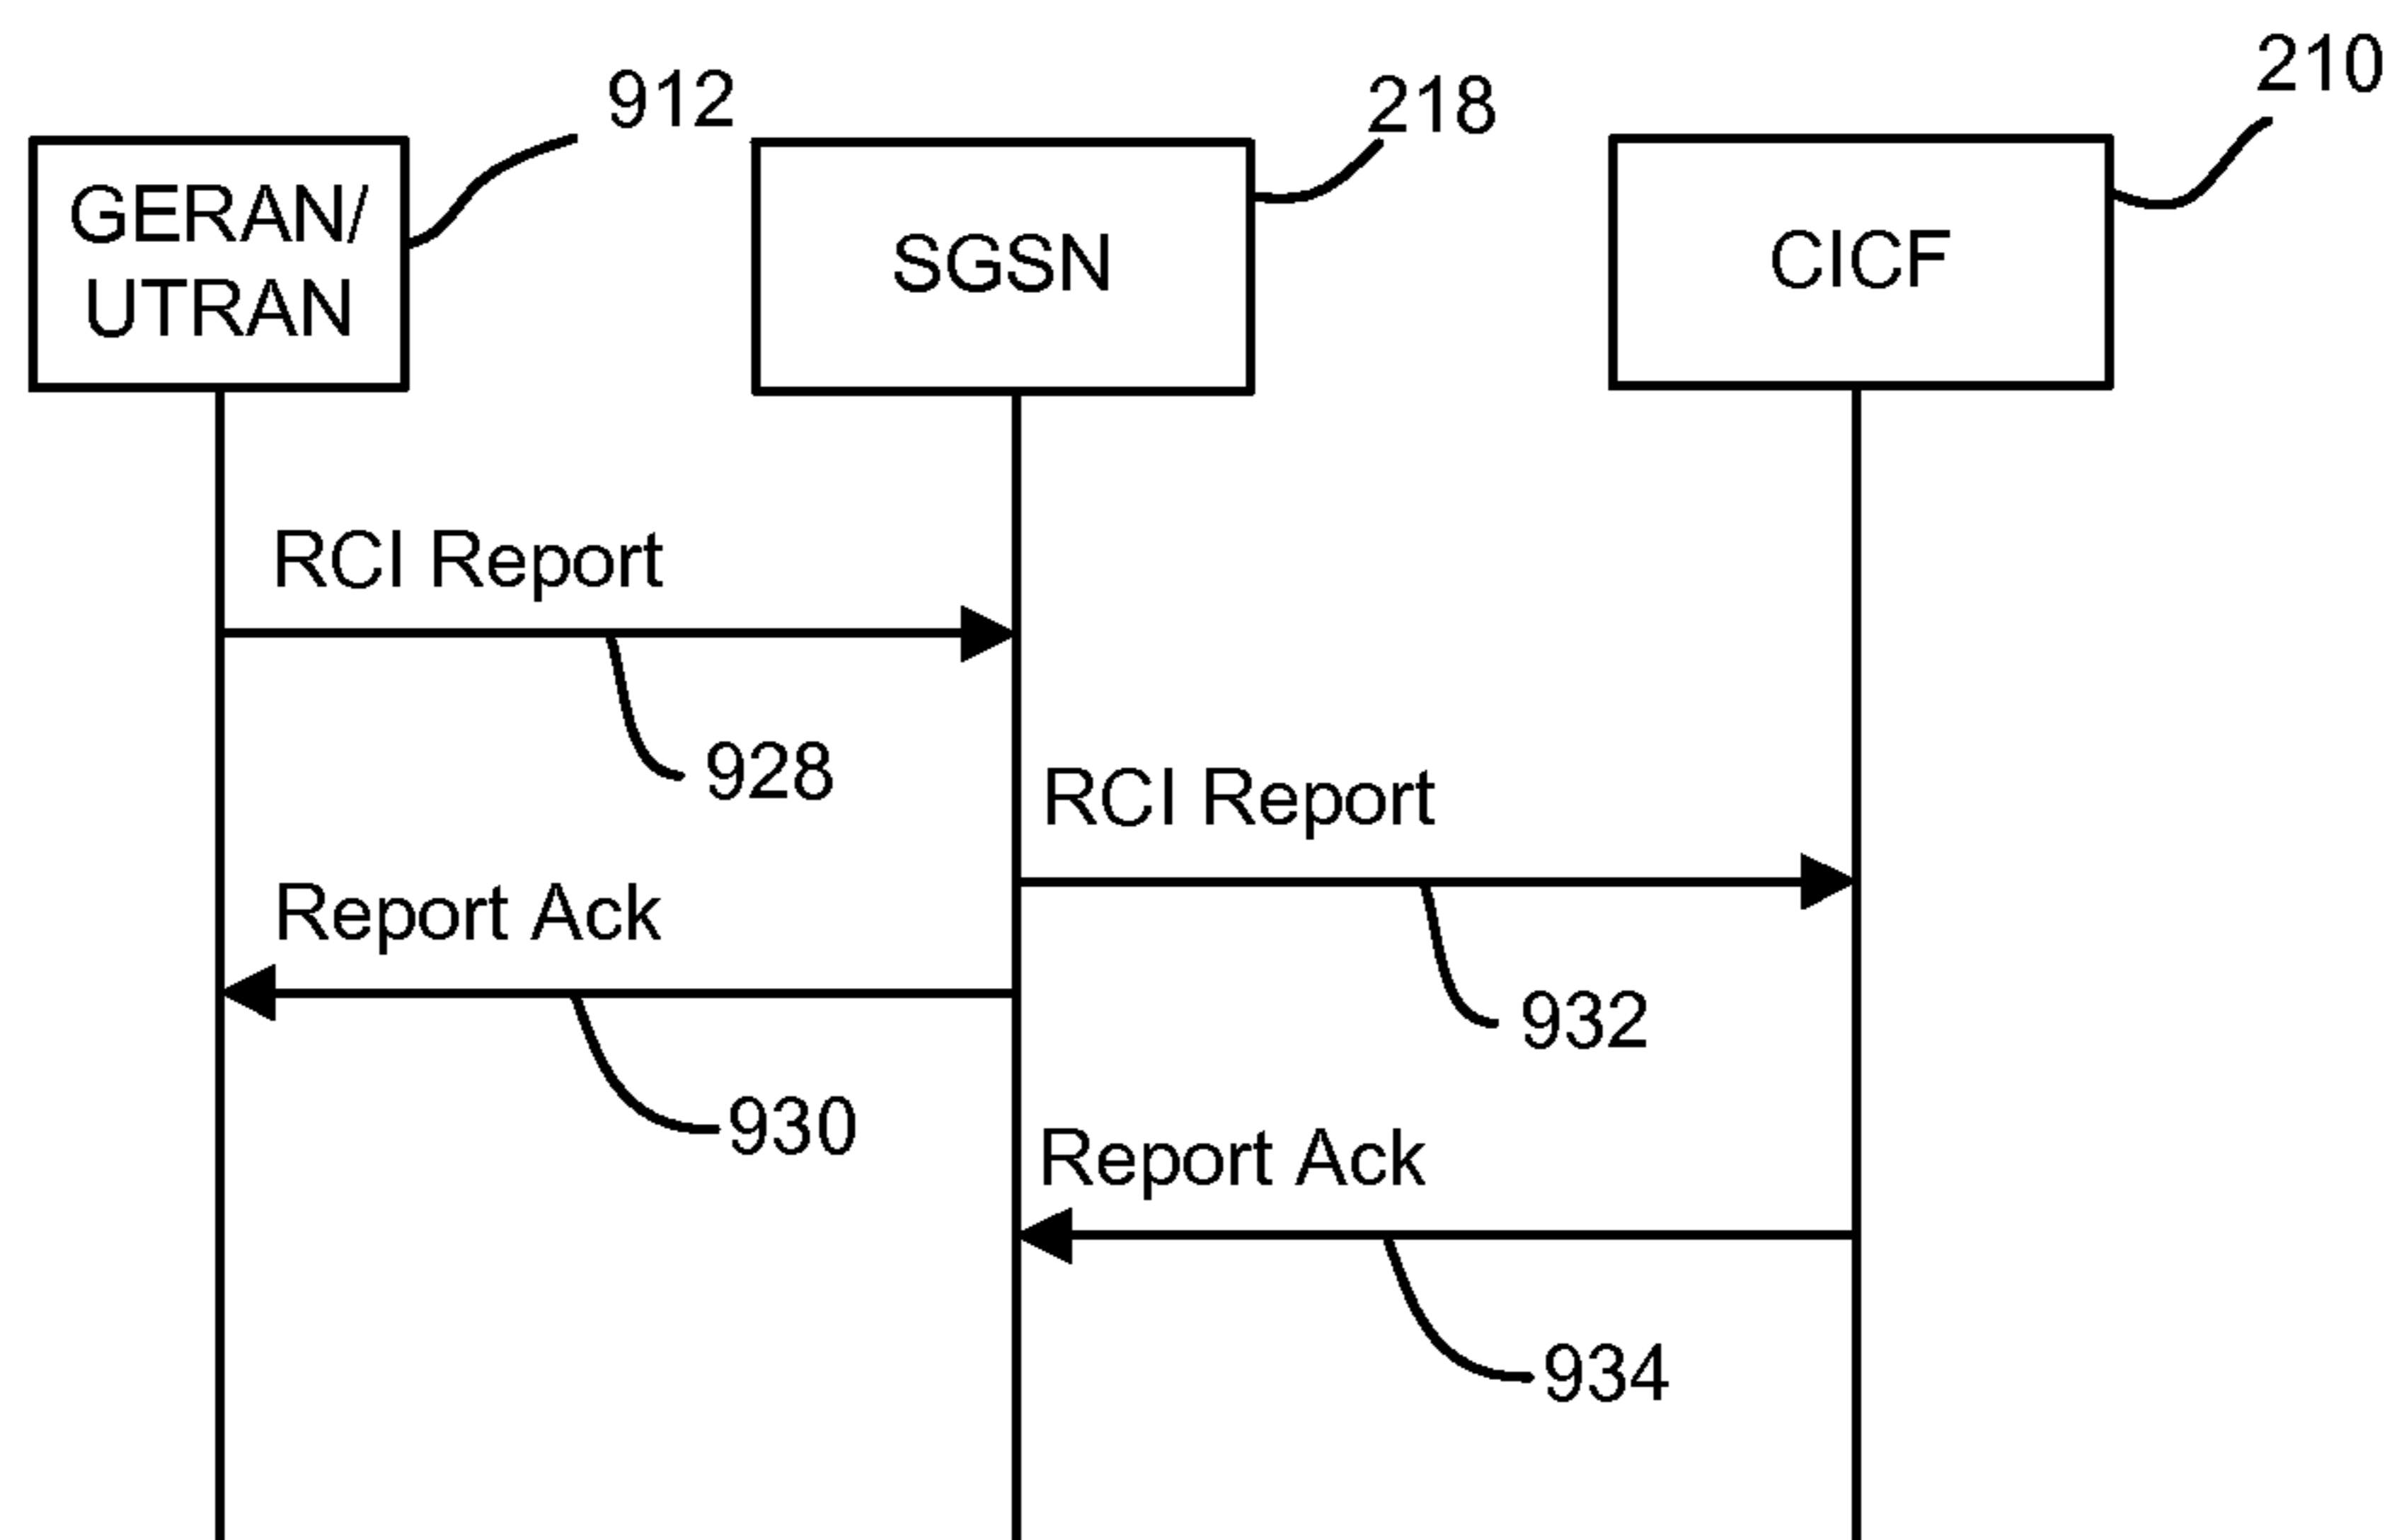 912
218
210
GERAN/
UTRAN
SGSN
CICF
RCI Report
928
RCI Report
932
Report Ack
930
Report Ack
934